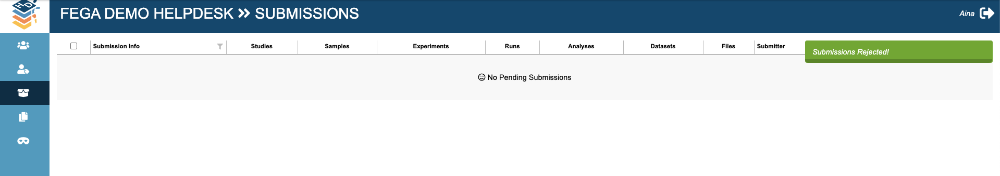 HD
FEGA DEMO HELPDESK » SUBMISSIONS
Aina
Submission Info Studies Samples Experiments Runs Analyses Datasets Files Submitter
Submissions Rejected!
No Pending Submissions